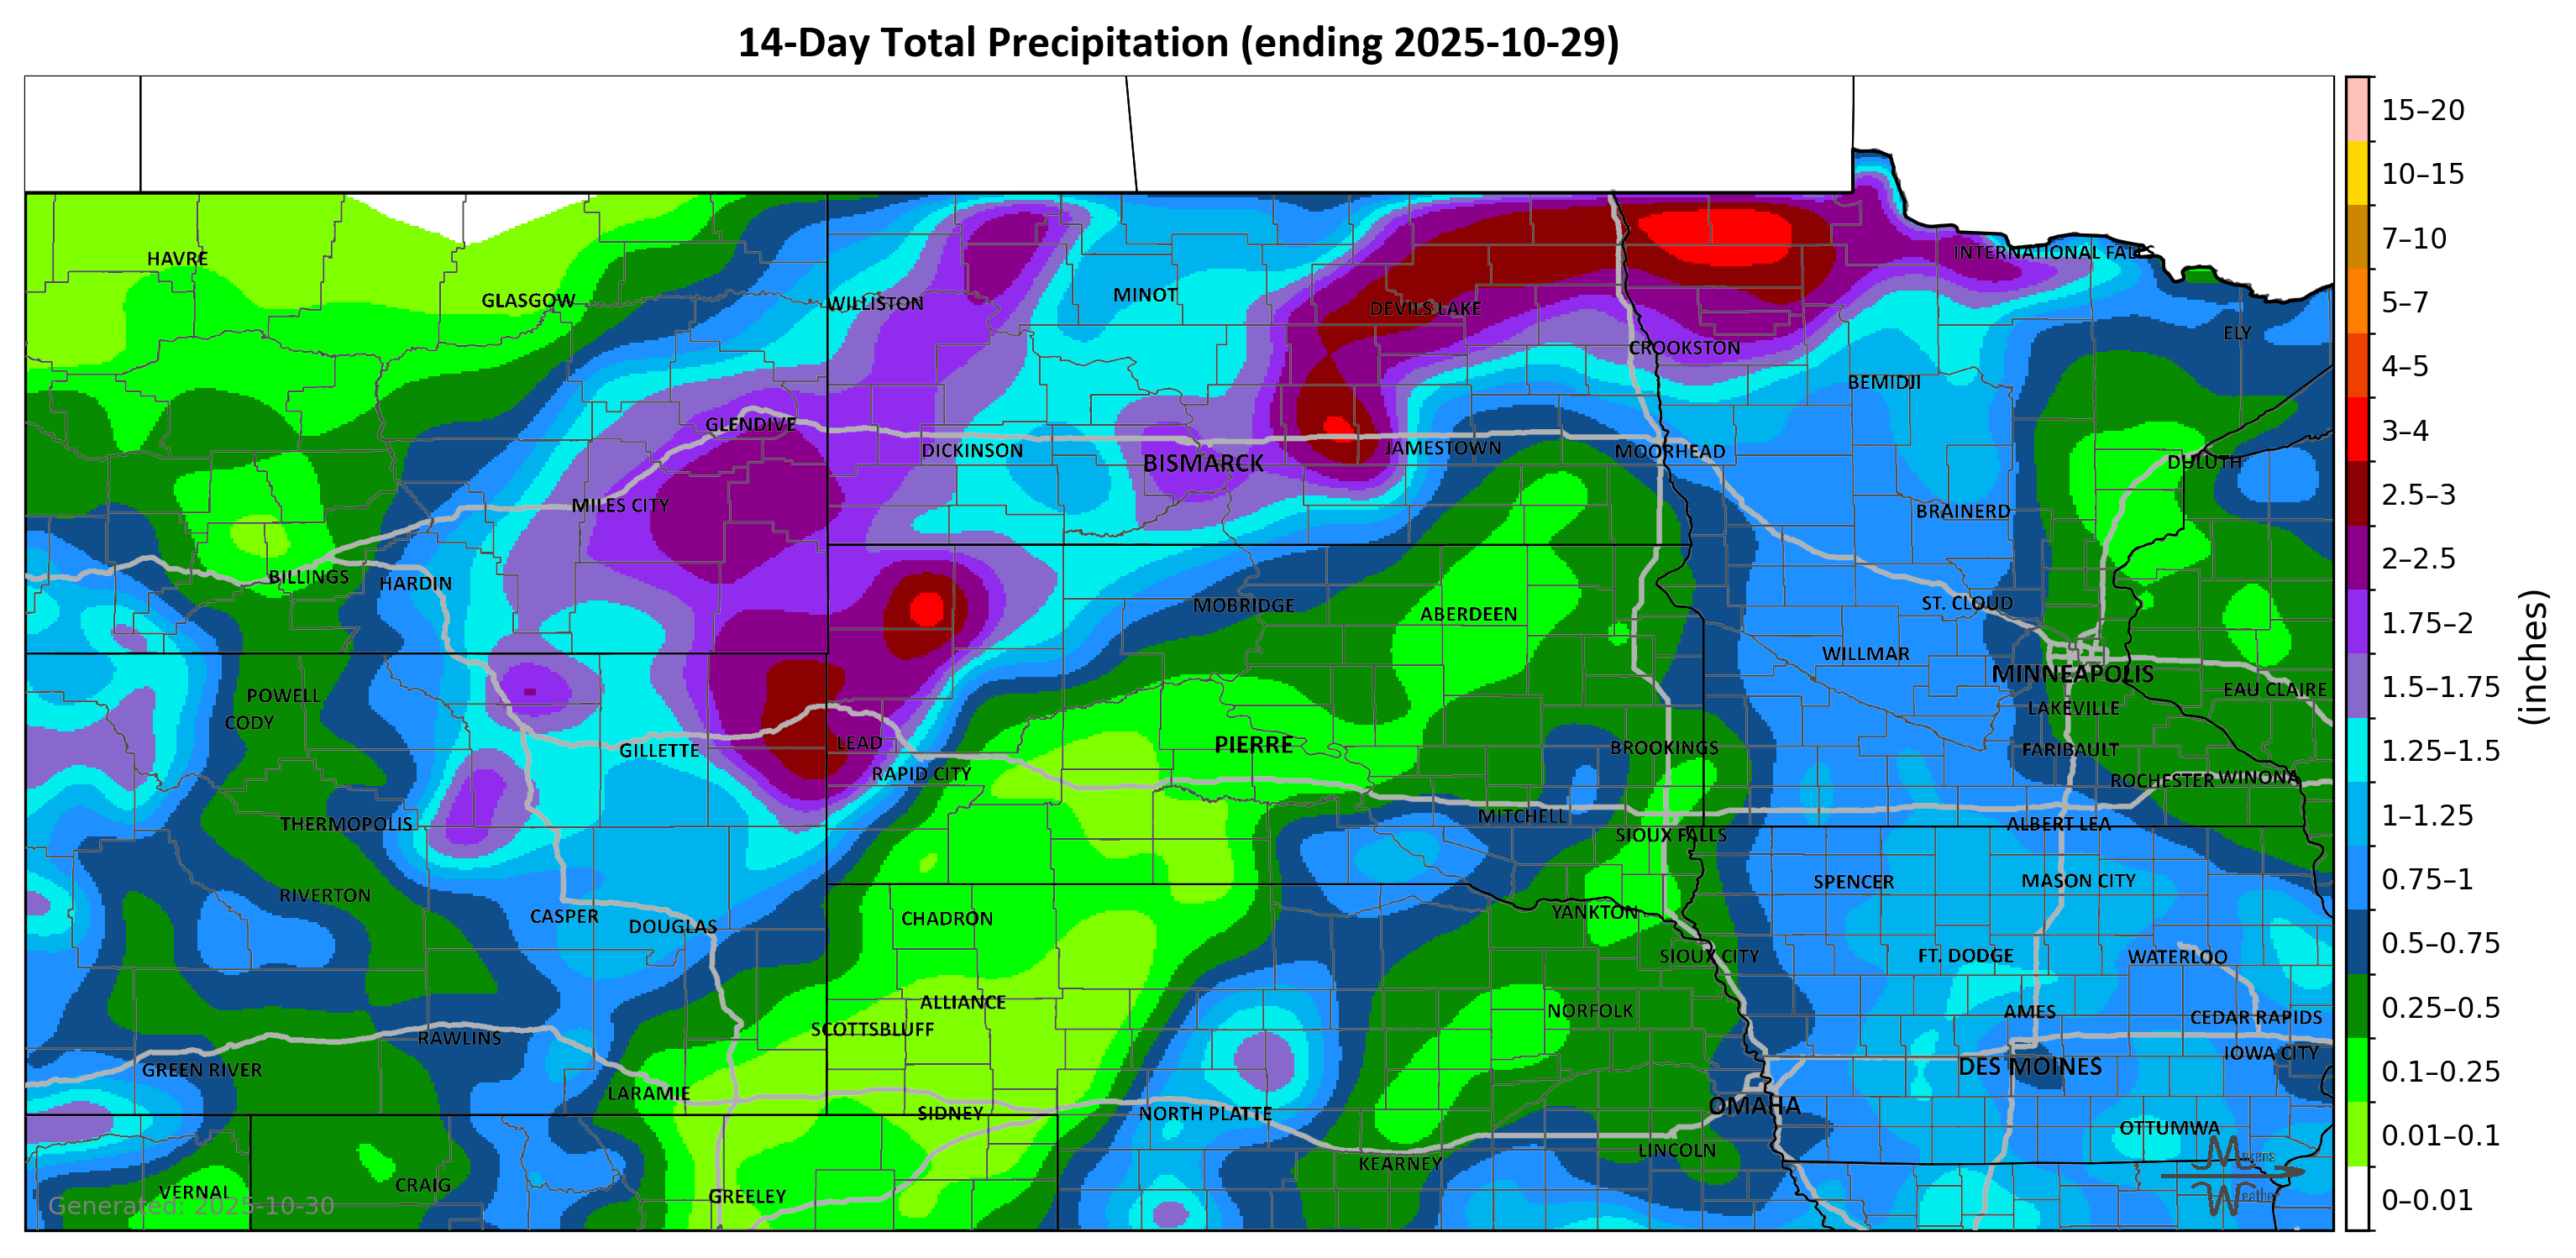 14-Day Total Precipitation (ending 2025-10-29)
15–20
10–15
7–10
5–7
4–5
3–4
2.5–3
2–2.5
1.75–2
1.5–1.75
1.25–1.5
1–1.25
0.75–1
0.5–0.75
0.25–0.5
0.1–0.25
0.01–0.1
0–0.01
(inches)
HAVRE
GLASGOW
WILLISTON
MINOT
DEVILS LAKE
INTERNATIONAL FALLS
ELY
CROOKSTON
BEMIDJI
GLENDIVE
DICKINSON
BISMARCK
JAMESTOWN
MOORHEAD
DULUTH
MILES CITY
BRAINERD
BILLINGS
HARDIN
MOBRIDGE
ABERDEEN
ST. CLOUD
WILLMAR
MINNEAPOLIS
EAU CLAIRE
POWELL
CODY
LAKEVILLE
GILLETTE
LEAD
PIERRE
BROOKINGS
FARIBAULT
RAPID CITY
ROCHESTER
WINONA
THERMOPOLIS
MITCHELL
SIOUX FALLS
ALBERT LEA
RIVERTON
SPENCER
MASON CITY
CASPER
DOUGLAS
CHADRON
YANKTON
SIOUX CITY
FT. DODGE
WATERLOO
ALLIANCE
SCOTTSBLUFF
NORFOLK
AMES
CEDAR RAPIDS
RAWLINS
GREEN RIVER
DES MOINES
IOWA CITY
LARAMIE
SIDNEY
NORTH PLATTE
OMAHA
OTTUMWA
KEARNEY
LINCOLN
VERNAL
CRAIG
GREELEY
Generated: 2025-10-30
Makens
Weather